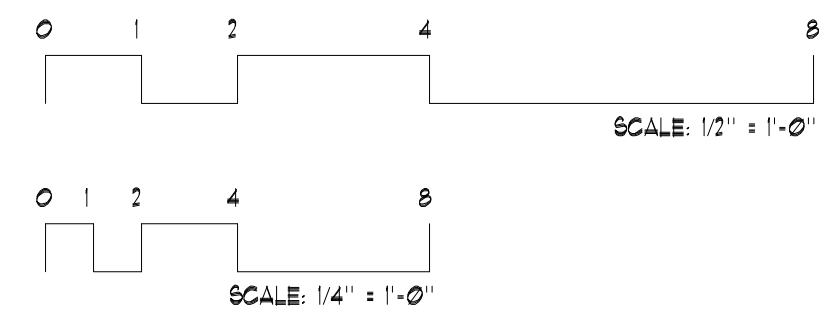 0 1 2 4 8
SCALE: 1/2" = 1'-0"
0 1 2 4 8
SCALE: 1/4" = 1'-0"